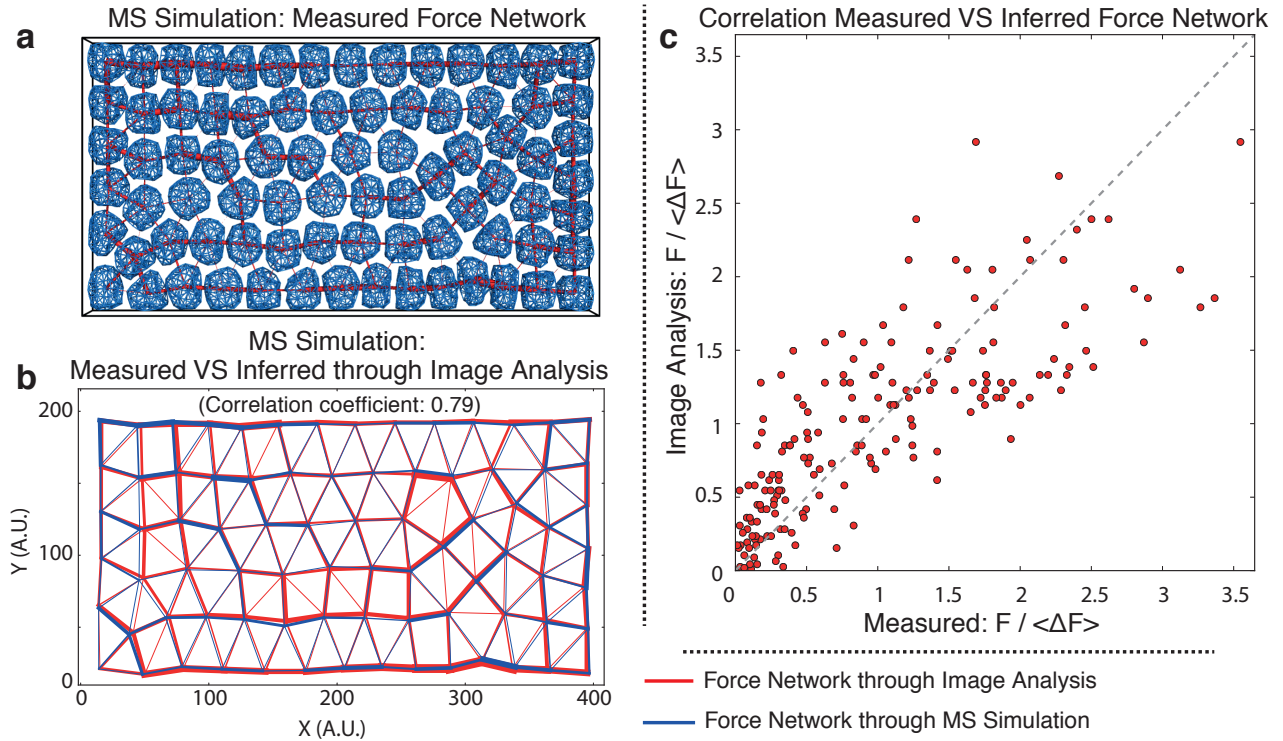 MS Simulation: Measured Force Network
a
MS Simulation:
Measured VS Inferred through Image Analysis
b
(Correlation coefficient: 0.79)
200
100
0
Y (A.U.)
0
100
200
300
400
X (A.U.)
Correlation Measured VS Inferred Force Network
c
3.5
3
2.5
2
1.5
1
0.5
0
Image Analysis: F / <ΔF>
0
0.5
1
1.5
2
2.5
3
3.5
Measured: F / <ΔF>
Force Network through Image Analysis
Force Network through MS Simulation